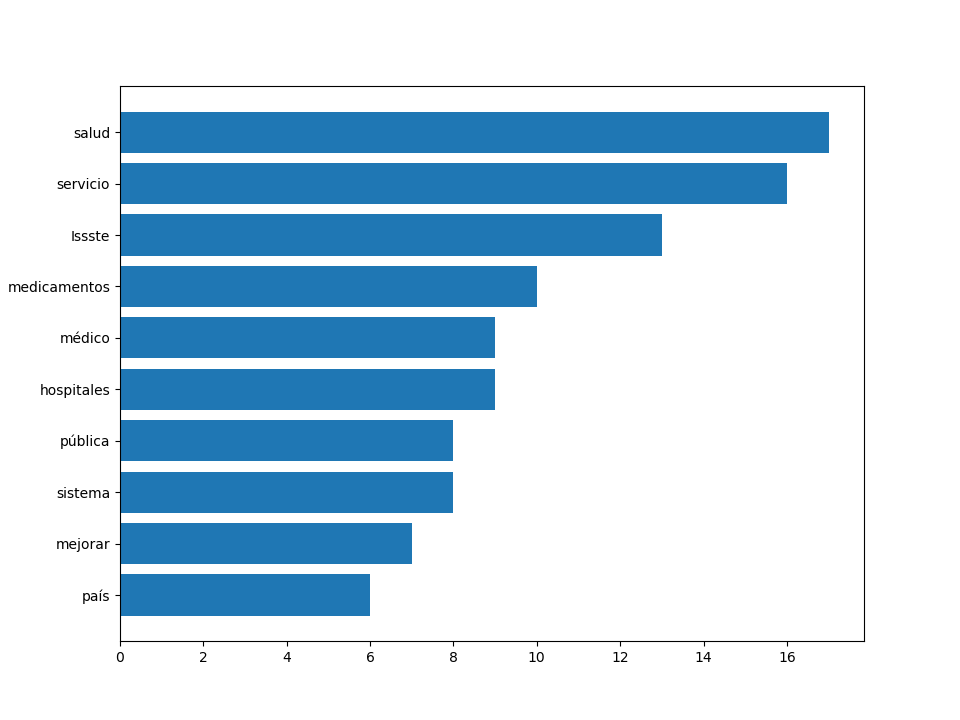 salud
servicio
Issste
medicamentos
médico
hospitales
pública
sistema
mejorar
país
0 2 4 6 8 10 12 14 16